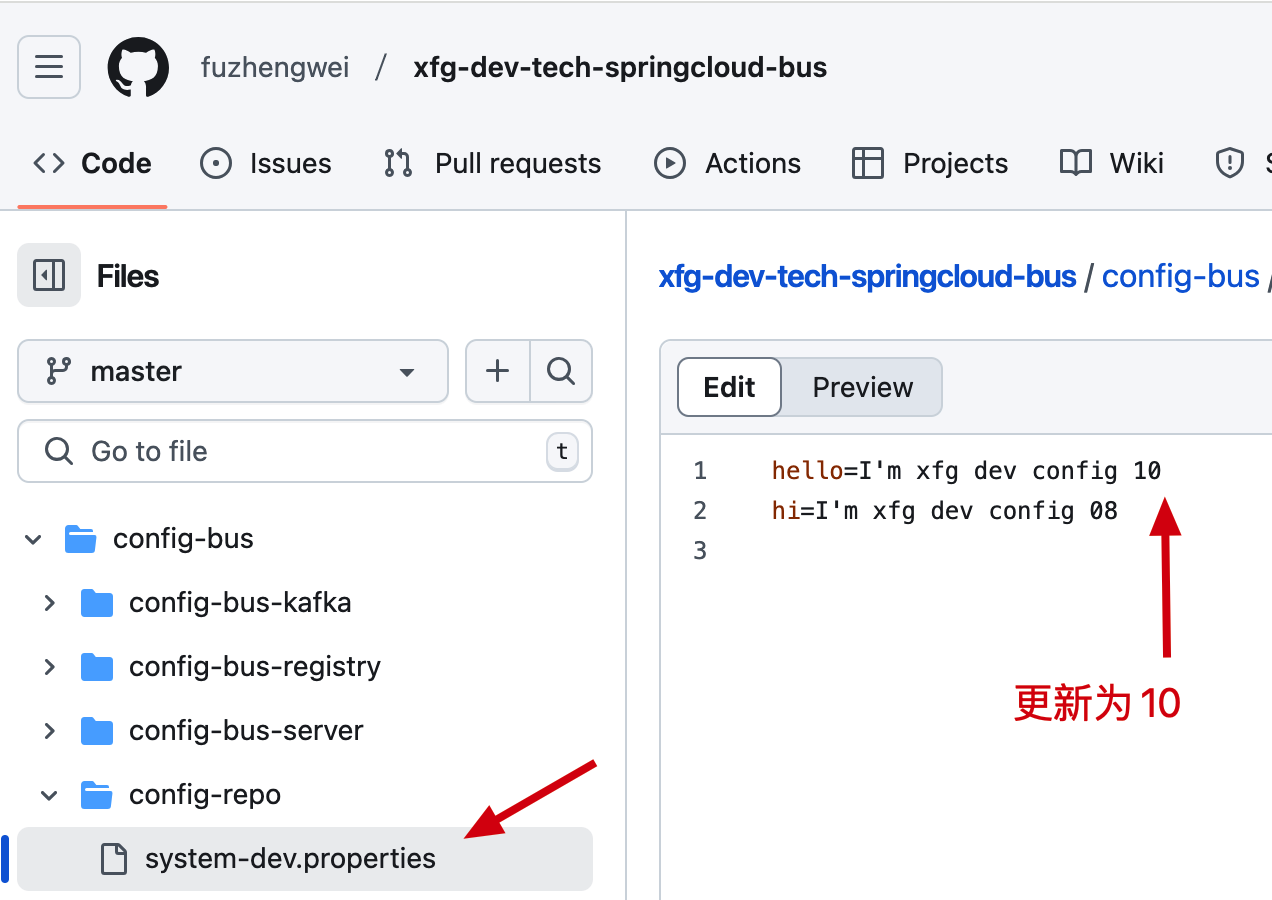 fuzhengwei / xfg-dev-tech-springcloud-bus
Code Issues Pull requests Actions Projects Wiki
Files
xfg-dev-tech-springcloud-bus / config-bus /
master
Edit Preview
Go to file t
1 hello=I'm xfg dev config 10
2 hi=I'm xfg dev config 08
3
更新为 10
config-bus
config-bus-kafka
config-bus-registry
config-bus-server
config-repo
system-dev.properties